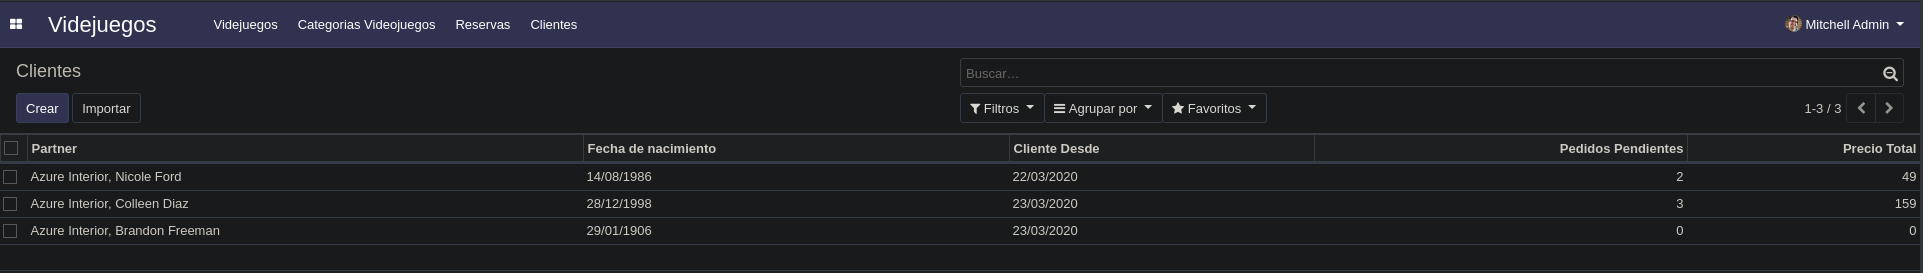 Videjuegos Videjuegos Categorias Videojuegos Reservas Clientes Mitchell Admin
Clientes Buscar...
Crear Importar Filtros Agrupar por Favoritos 1-3 / 3
Partner Fecha de nacimiento Cliente Desde Pedidos Pendientes Precio Total
Azure Interior, Nicole Ford 14/08/1986 22/03/2020 2 49
Azure Interior, Colleen Diaz 28/12/1998 23/03/2020 3 159
Azure Interior, Brandon Freeman 29/01/1906 23/03/2020 0 0